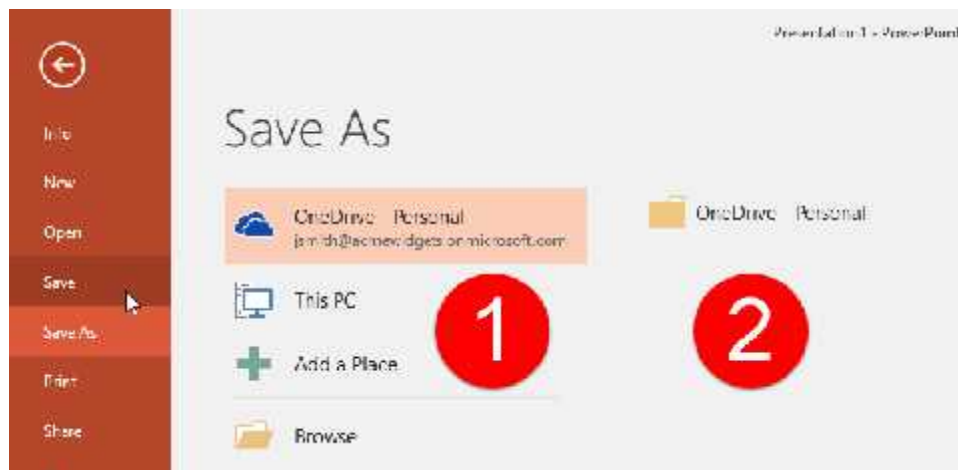 Presentation1 - PowerPoint
Info
New
Open
Save
Save As
Print
Share
Save As
OneDrive - Personal
jsmith@acmewidgets.onmicrosoft.com
This PC
Add a Place
Browse
1
OneDrive - Personal
2